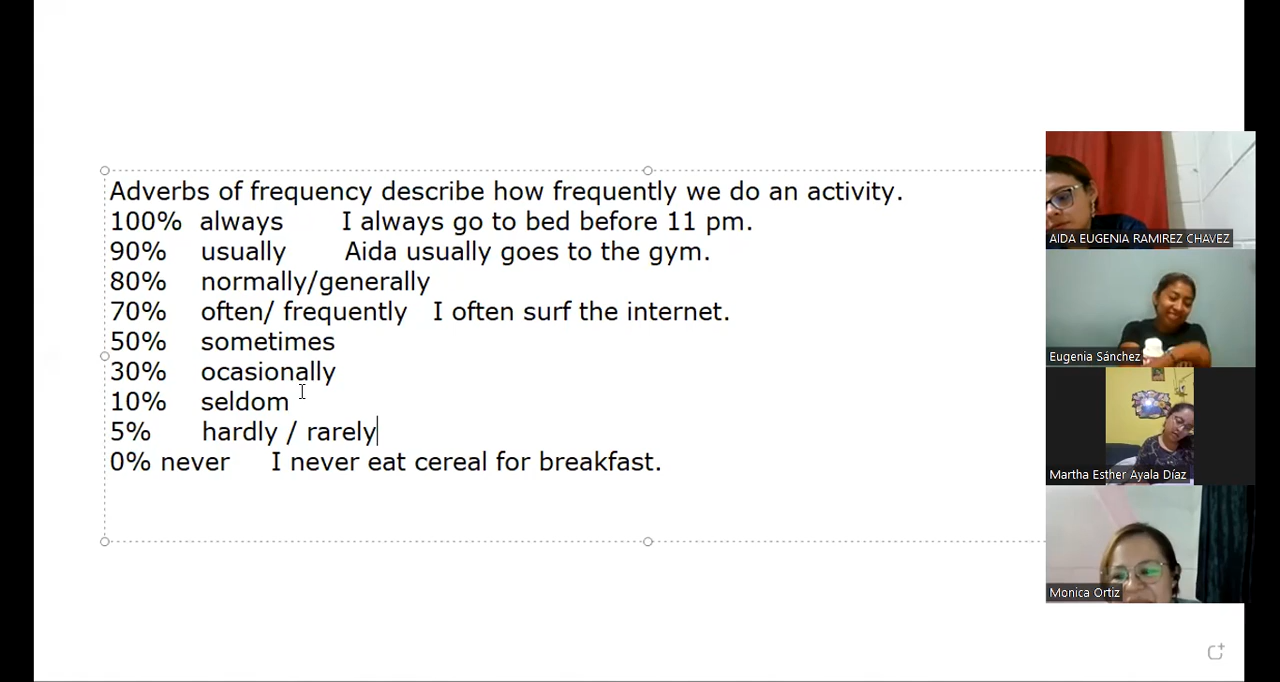 Adverbs of frequency describe how frequently we do an activity.
100% always I always go to bed before 11 pm.
90% usually Aida usually goes to the gym.
80% normally/generally
70% often/ frequently I often surf the internet.
50% sometimes
30% ocasionally
10% seldom
5% hardly / rarely
0% never I never eat cereal for breakfast.
AIDA EUGENIA RAMIREZ CHAVEZ
Eugenia Sánchez
Martha Esther Ayala Díaz
Monica Ortiz